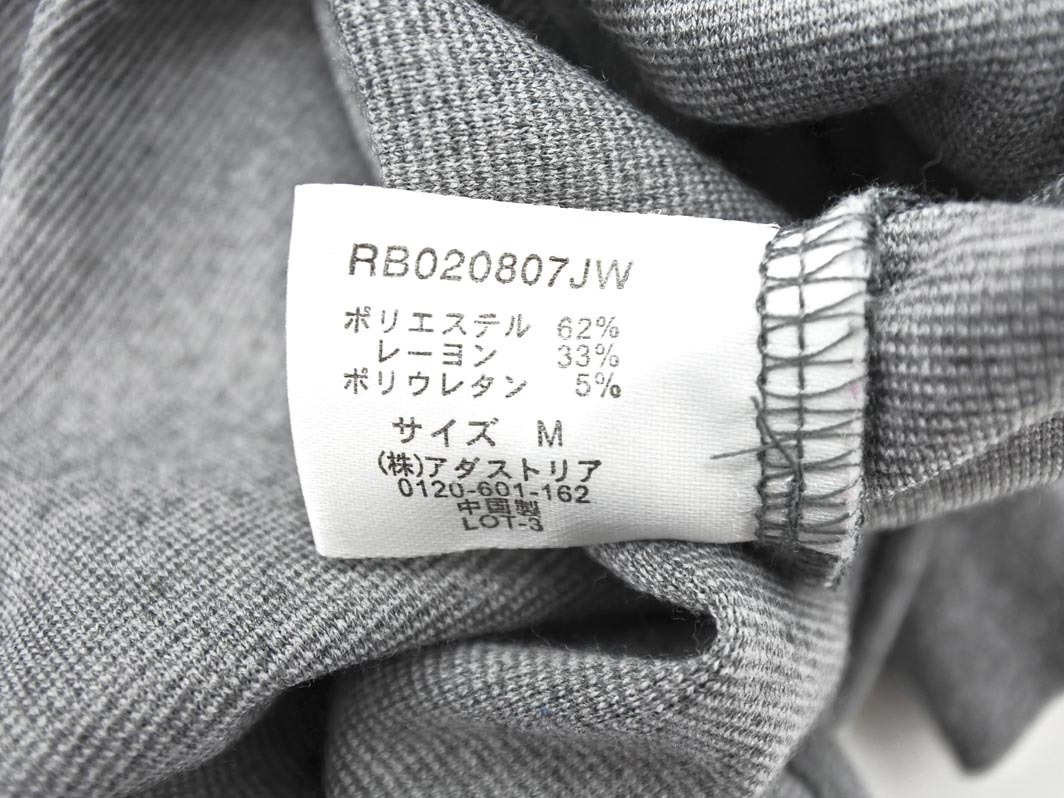 RB020807JW
ポリエステル 62%
レーヨン 33%
ポリウレタン 5%
サイズ M
(株)アダストリア
0120-601-162
中国製
LOT-3